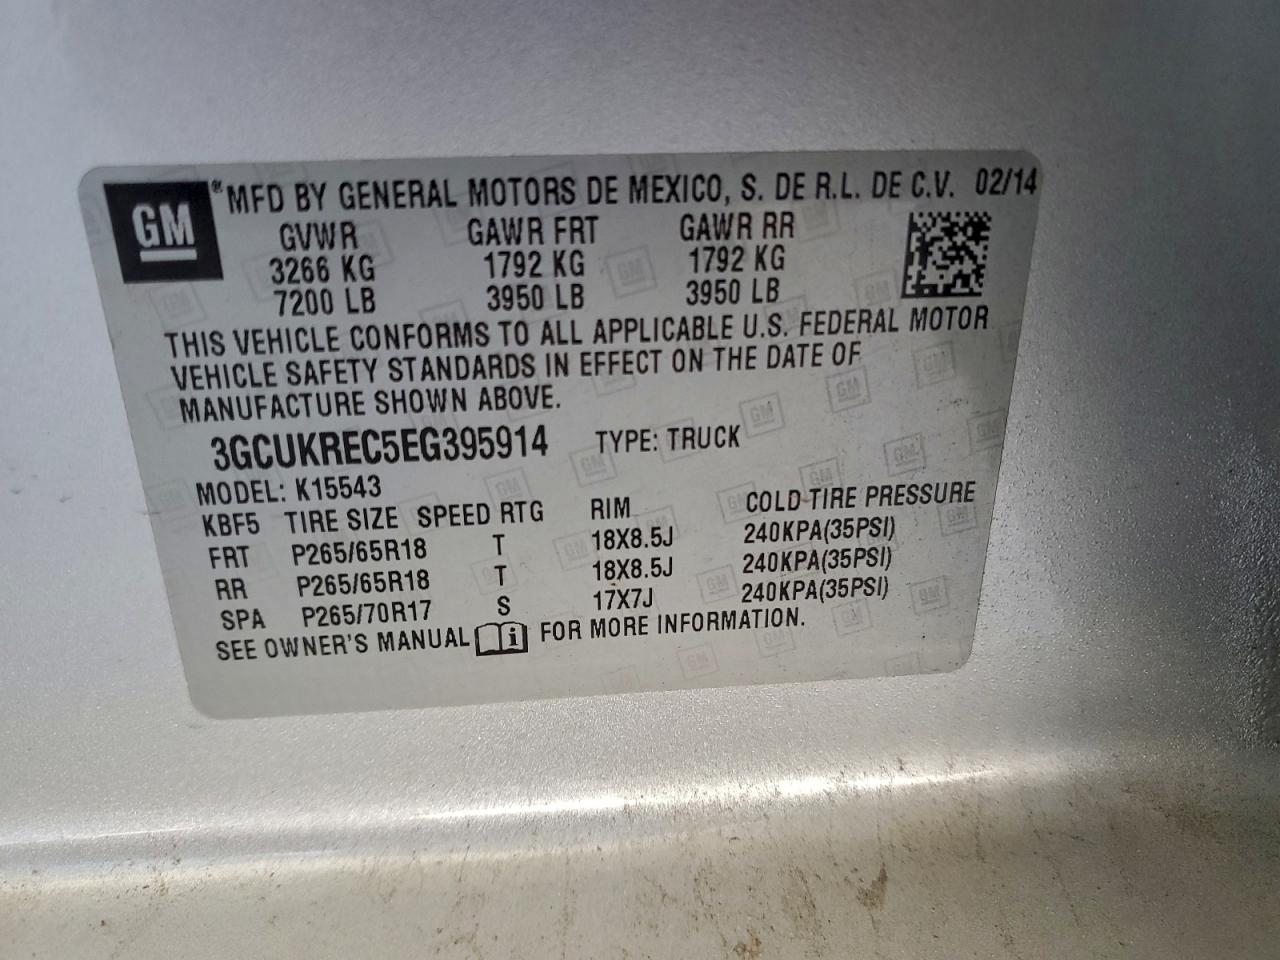 GM ® MFD BY GENERAL MOTORS DE MEXICO, S. DE R.L. DE C.V. 02/14
GVWR GAWR FRT GAWR RR
3266 KG 1792 KG 1792 KG
7200 LB 3950 LB 3950 LB
THIS VEHICLE CONFORMS TO ALL APPLICABLE U.S. FEDERAL MOTOR
VEHICLE SAFETY STANDARDS IN EFFECT ON THE DATE OF
MANUFACTURE SHOWN ABOVE.
3GCUKREC5EG395914 TYPE: TRUCK
MODEL: K15543
KBF5 TIRE SIZE SPEED RTG RIM COLD TIRE PRESSURE
FRT P265/65R18 T 18X8.5J 240KPA(35PSI)
RR P265/65R18 T 18X8.5J 240KPA(35PSI)
SPA P265/70R17 S 17X7J 240KPA(35PSI)
SEE OWNER'S MANUAL i FOR MORE INFORMATION.